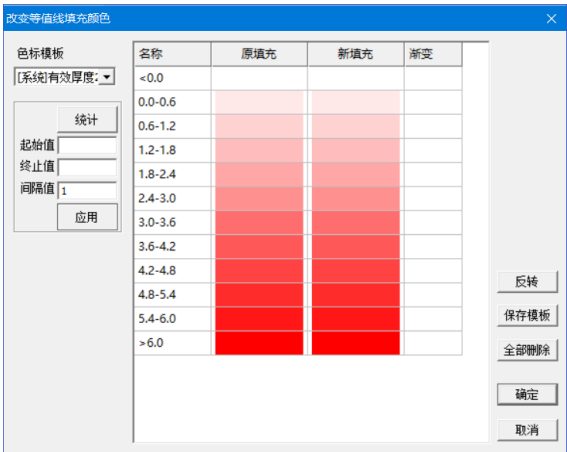 改变等值线填充颜色
色标模板
[系统]有效厚度2
统计
起始值
终止值
间隔值 1
应用
名称 原填充 新填充 渐变
<0.0
0.0-0.6
0.6-1.2
1.2-1.8
1.8-2.4
2.4-3.0
3.0-3.6
3.6-4.2
4.2-4.8
4.8-5.4
5.4-6.0
>6.0
反转
保存模板
全部删除
确定
取消